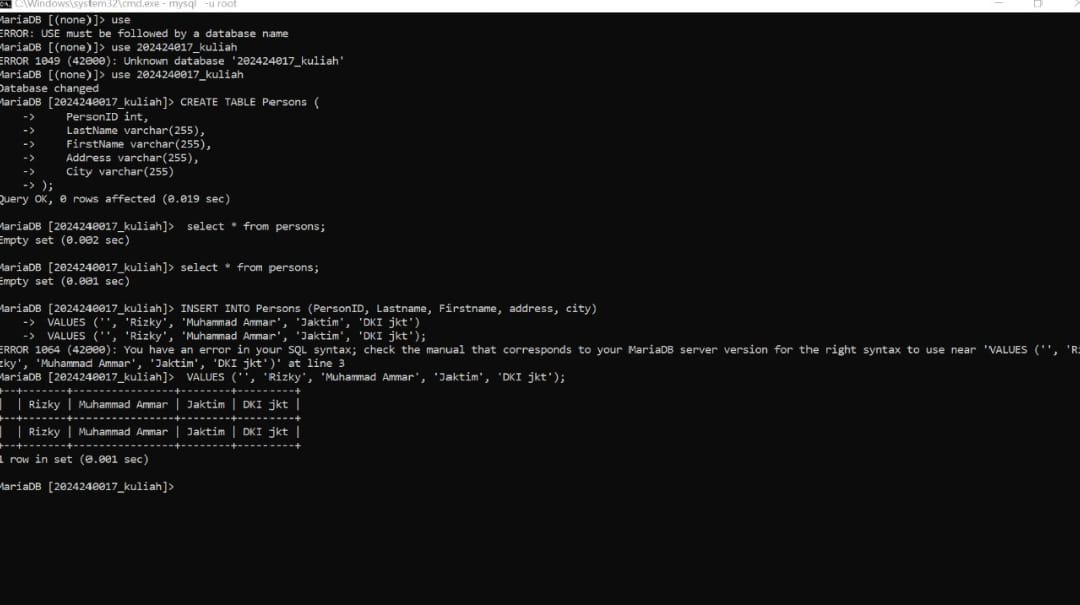 C:\Windows\system32\cmd.exe - mysql -u root
MariaDB [(none)]> use
ERROR: USE must be followed by a database name
MariaDB [(none)]> use 202424017_kuliah
ERROR 1049 (42000): Unknown database '202424017_kuliah'
MariaDB [(none)]> use 2024240017_kuliah
Database changed
MariaDB [2024240017_kuliah]> CREATE TABLE Persons (
    ->     PersonID int,
    ->     LastName varchar(255),
    ->     FirstName varchar(255),
    ->     Address varchar(255),
    ->     City varchar(255)
    -> );
Query OK, 0 rows affected (0.019 sec)
MariaDB [2024240017_kuliah]>  select * from persons;
Empty set (0.002 sec)
MariaDB [2024240017_kuliah]> select * from persons;
Empty set (0.001 sec)
MariaDB [2024240017_kuliah]> INSERT INTO Persons (PersonID, Lastname, Firstname, address, city)
    ->  VALUES ('', 'Rizky', 'Muhammad Ammar', 'Jaktim', 'DKI jkt')
    ->  VALUES ('', 'Rizky', 'Muhammad Ammar', 'Jaktim', 'DKI jkt');
ERROR 1064 (42000): You have an error in your SQL syntax; check the manual that corresponds to your MariaDB server version for the right syntax to use near 'VALUES ('', 'Ri
zky', 'Muhammad Ammar', 'Jaktim', 'DKI jkt')' at line 3
MariaDB [2024240017_kuliah]>  VALUES ('', 'Rizky', 'Muhammad Ammar', 'Jaktim', 'DKI jkt');
+--+-------+----------------+--------+---------+
|  | Rizky | Muhammad Ammar | Jaktim | DKI jkt |
+--+-------+----------------+--------+---------+
|  | Rizky | Muhammad Ammar | Jaktim | DKI jkt |
+--+-------+----------------+--------+---------+
1 row in set (0.001 sec)
MariaDB [2024240017_kuliah]>